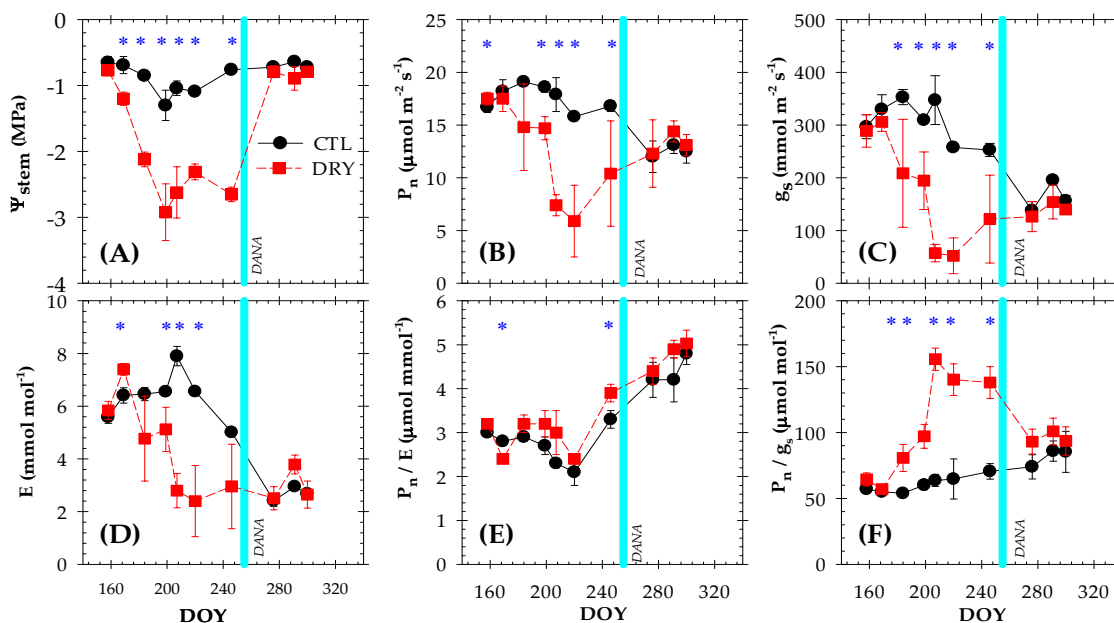 0
-1
-2
-3
-4
Ψstem (MPa)
* * * * * *
CTL
DRY
(A)
DANA
25
20
15
10
5
0
Pn (µmol m-2 s-1)
* * * * *
(B)
DANA
500
400
300
200
100
0
gs (mmol m-2 s-1)
* * * * *
(C)
DANA
10
8
6
4
2
0
E (mmol mol-1)
* * * *
(D)
DANA
160 200 240 280 320
DOY
6
5
4
3
2
1
0
Pn / E (µmol mmol-1)
* *
(E)
DANA
160 200 240 280 320
DOY
200
150
100
50
0
Pn / gs (µmol mol-1)
* * * * *
(F)
DANA
160 200 240 280 320
DOY